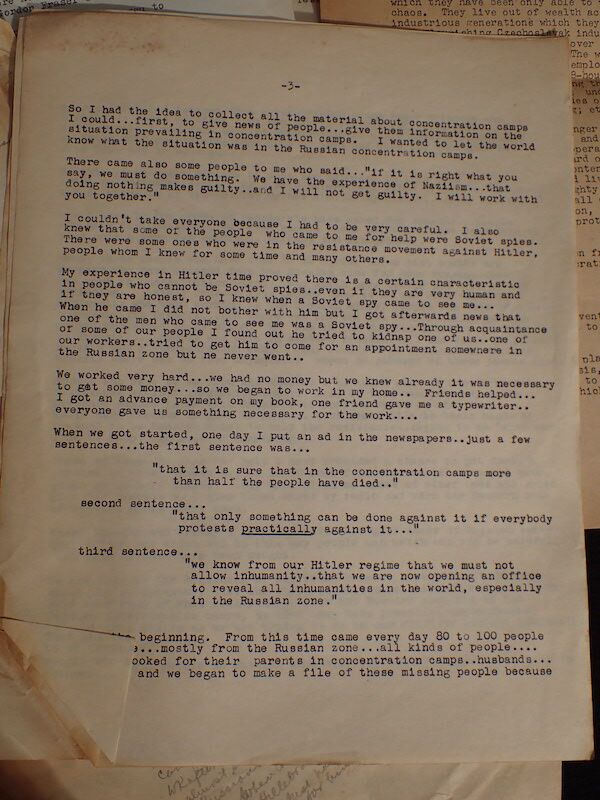 -3-
So I had the idea to collect all the material about concentration camps
I could...first, to give news of people...give them information on the
situation prevailing in concentration camps.  I wanted to let the world
know what the situation was in the Russian concentration camps.
There came also some people to me who said..."if it is right what you
say, we must do something.  We have the experience of Naziism...that
doing nothing makes guilty..and I will not get guilty.  I will work with
you together."
I couldn't take everyone because I had to be very careful.  I also
knew that some of the people  who came to me for help were Soviet spies.
There were some ones who were in the resistance movement against Hitler,
people whom I knew for some time and many others.
My experience in Hitler time proved there is a certain characteristic
in people who cannot be Soviet spies..even if they are very human and
if they are honest, so I knew when a Soviet spy came to see me...
When he came I did not bother with him but I got afterwards news that
one of the men who came to see me was a Soviet spy...Through acquaintance
of some of our people I found out he tried to kidnap one of us..one of
our workers..tried to get him to come for an appointment somewhere in
the Russian zone but he never went..
We worked very hard...we had no money but we knew already it was necessary
to get some money...so we began to work in my home..  Friends helped...
I got an advance payment on my book, one friend gave me a typewriter..
everyone gave us something necessary for the work....
When we got started, one day I put an ad in the newspapers..just a few
sentences...the first sentence was...
"that it is sure that in the concentration camps more
than half the people have died.."
second sentence...
"that only something can be done against it if everybody
protests practically against it..."
third sentence...
"we know from our Hitler regime that we must not
allow inhumanity..that we are now opening an office
to reveal all inhumanities in the world, especially
in the Russian zone."
beginning.  From this time came every day 80 to 100 people
...mostly from the Russian zone...all kinds of people....
ooked for their  parents in concentration camps..husbands...
and we began to make a file of these missing people because
which they have been only able to
chaos.  They live out of wealth
industrious generations which they
Czechoslovak